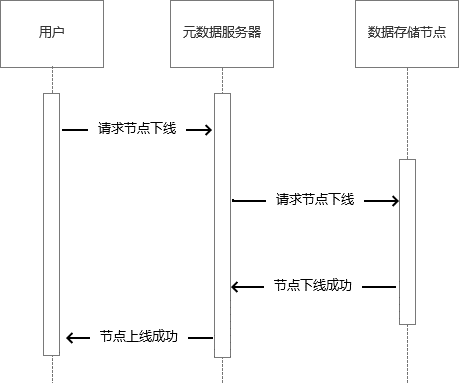 用户
元数据服务器
数据存储节点
请求节点下线
请求节点下线
节点下线成功
节点上线成功